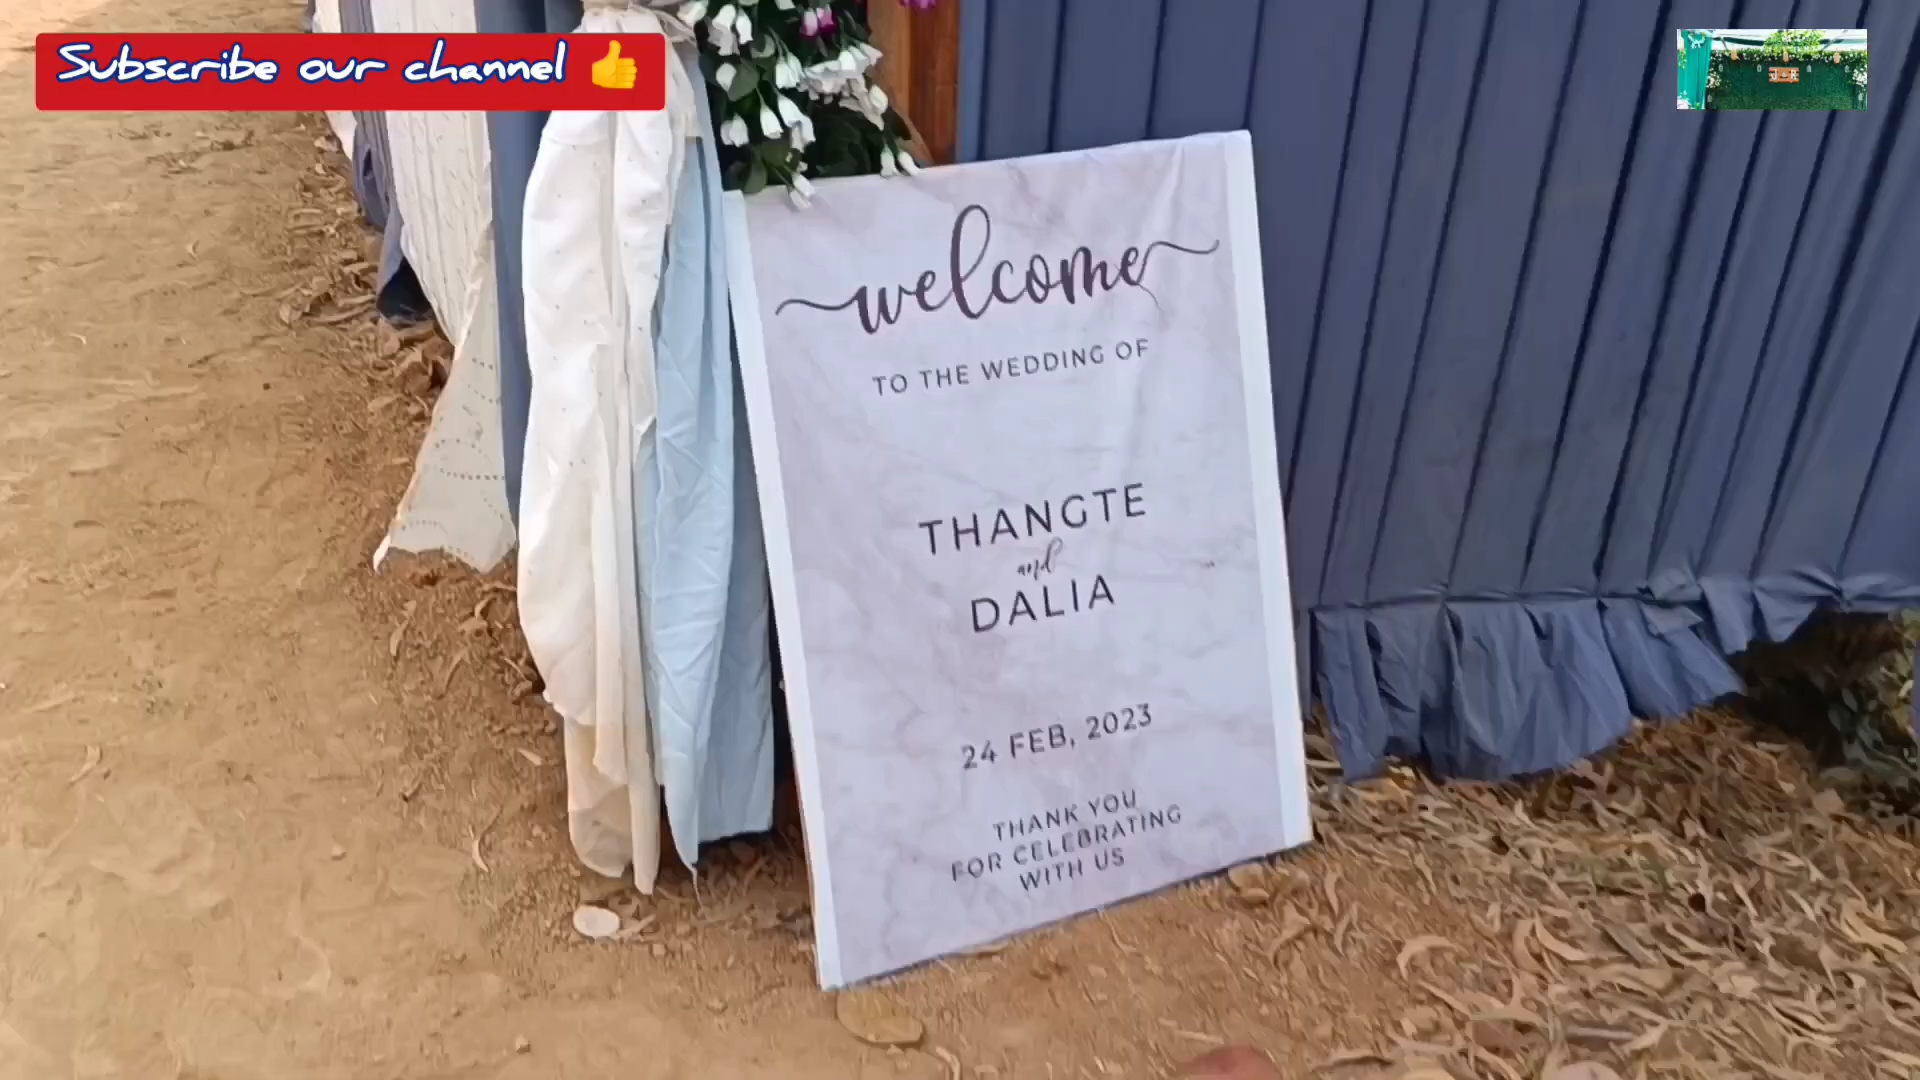 Subscribe our channel 👍
welcome
TO THE WEDDING OF
THANGTE
and
DALIA
24 FEB, 2023
THANK YOU
FOR CELEBRATING
WITH US